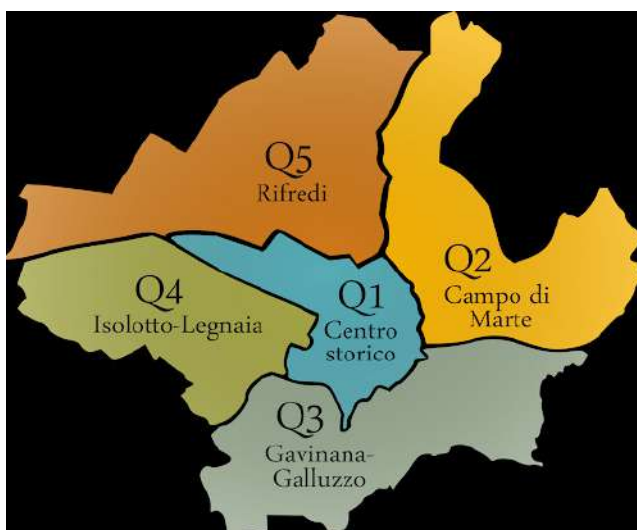 Q5
Rifredi
Q2
Campo di
Marte
Q4
Isolotto-Legnaia
Q1
Centro
storico
Q3
Gavinana-
Galluzzo